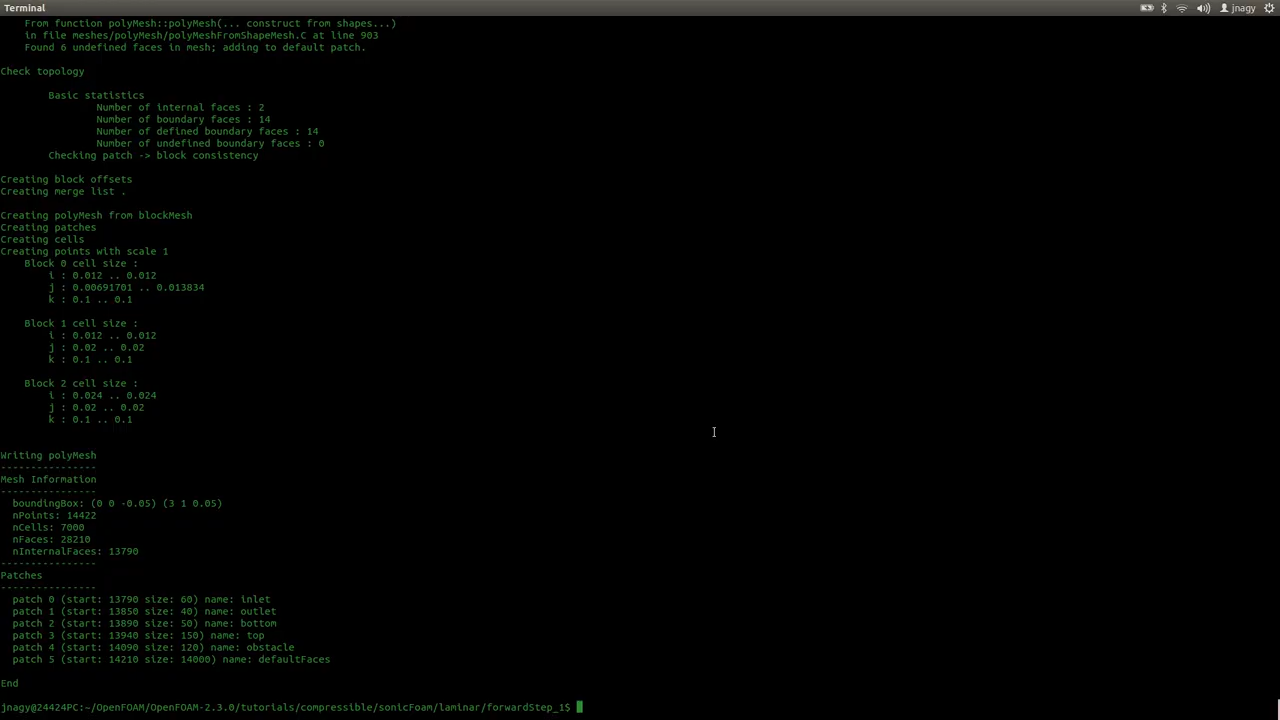 Terminal
jnagy
From function polyMesh::polyMesh(... construct from shapes...)
in file meshes/polyMesh/polyMeshFromShapeMesh.C at line 903
Found 6 undefined faces in mesh; adding to default patch.
Check topology
Basic statistics
Number of internal faces : 2
Number of boundary faces : 14
Number of defined boundary faces : 14
Number of undefined boundary faces : 0
Checking patch -> block consistency
Creating block offsets
Creating merge list .
Creating polyMesh from blockMesh
Creating patches
Creating cells
Creating points with scale 1
Block 0 cell size :
i : 0.012 .. 0.012
j : 0.00691701 .. 0.013834
k : 0.1 .. 0.1
Block 1 cell size :
i : 0.012 .. 0.012
j : 0.02 .. 0.02
k : 0.1 .. 0.1
Block 2 cell size :
i : 0.024 .. 0.024
j : 0.02 .. 0.02
k : 0.1 .. 0.1
Writing polyMesh
----------------
Mesh Information
----------------
boundingBox: (0 0 -0.05) (3 1 0.05)
nPoints: 14422
nCells: 7000
nFaces: 28210
nInternalFaces: 13790
----------------
Patches
----------------
patch 0 (start: 13790 size: 60) name: inlet
patch 1 (start: 13850 size: 40) name: outlet
patch 2 (start: 13890 size: 50) name: bottom
patch 3 (start: 13940 size: 150) name: top
patch 4 (start: 14090 size: 120) name: obstacle
patch 5 (start: 14210 size: 14000) name: defaultFaces
End
jnagy@24424PC:~/OpenFOAM/OpenFOAM-2.3.0/tutorials/compressible/sonicFoam/laminar/forwardStep_1$